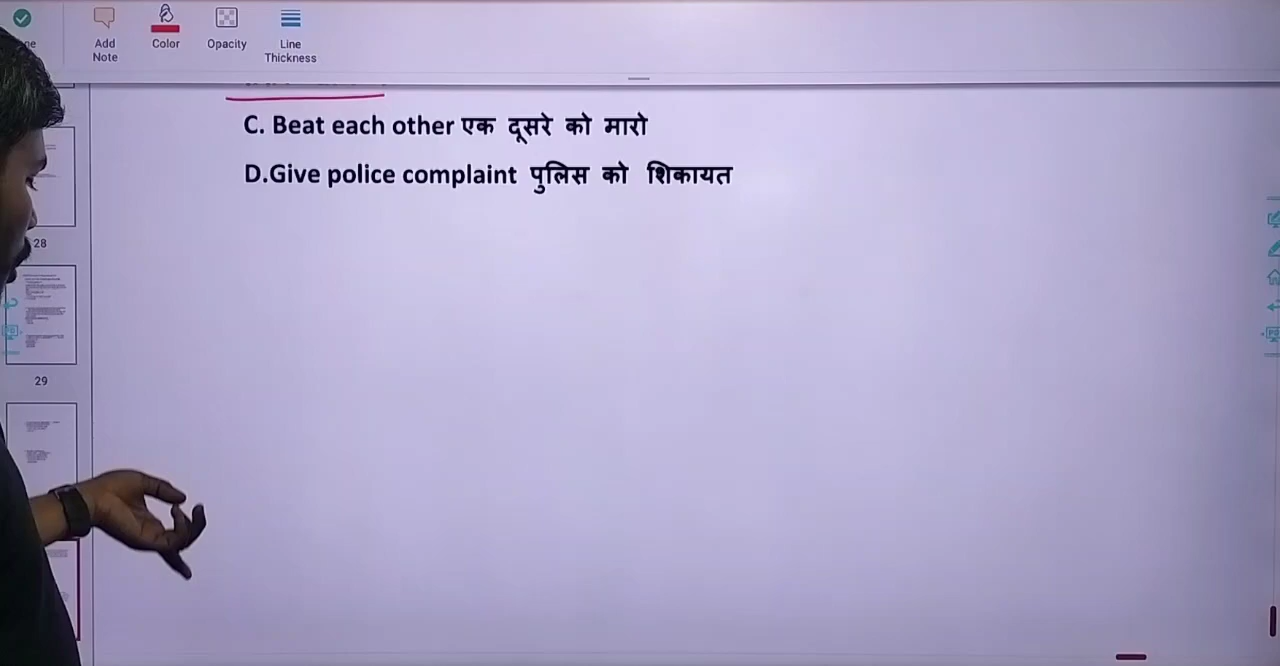 Add Note
Color
Opacity
Line Thickness
C. Beat each other एक दूसरे को मारो
D.Give police complaint पुलिस को शिकायत
28
29